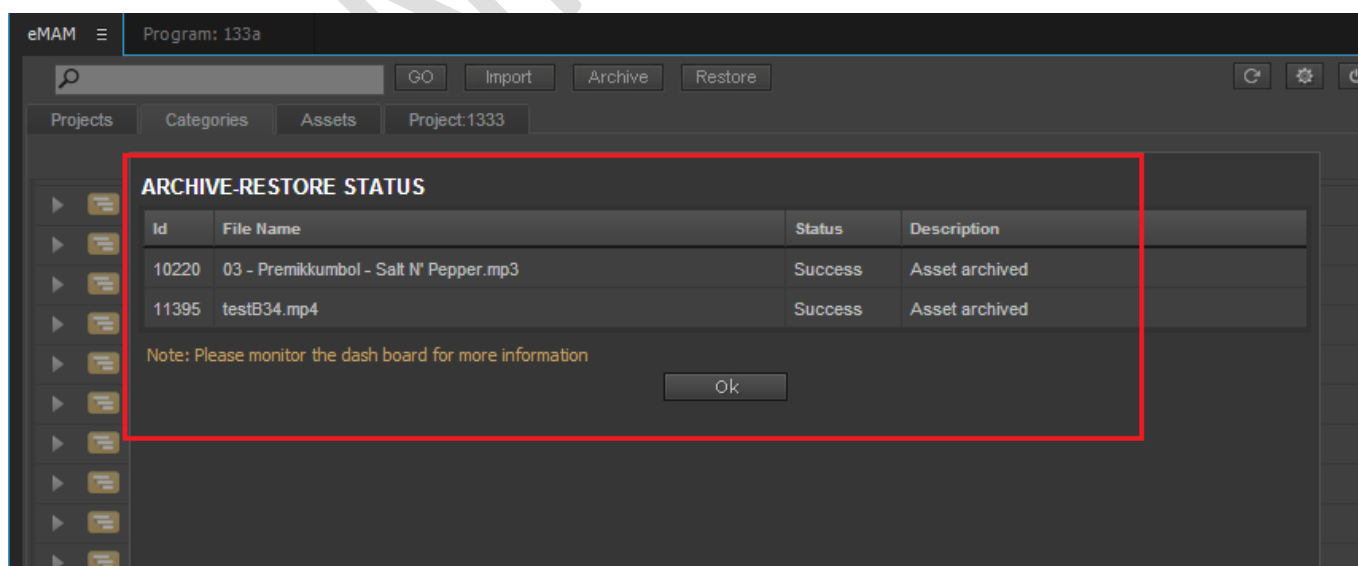 eMAM Program: 133a
GO Import Archive Restore
Projects Categories Assets Project:1333
ARCHIVE-RESTORE STATUS
Id File Name Status Description
10220 03 - Premikkumbol - Salt N' Pepper.mp3 Success Asset archived
11395 testB34.mp4 Success Asset archived
Note: Please monitor the dash board for more information
Ok